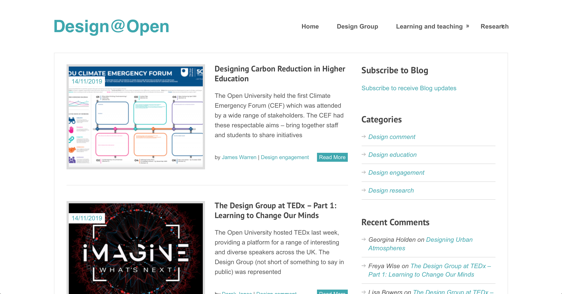 Design@Open
Home
Design Group
Learning and teaching
Research
OU CLIMATE EMERGENCY FORUM
14/11/2019
Designing Carbon Reduction in Higher
Education
The Open University held the first Climate
Emergency Forum (CEF) which was attended
by a wide range of stakeholders. The CEF had
these respectable aims – bring together staff
and students to share initiatives
by James Warren | Design engagement
Read More
14/11/2019
IMAGINE
WHAT'S NEXT
The Design Group at TEDx – Part 1:
Learning to Change Our Minds
The Open University hosted TEDx last week,
providing a platform for a range of interesting
and diverse speakers across the UK. The
Design Group (not short of something to say in
public) was represented
by Derek Jones | Design comment
Read More
Subscribe to Blog
Subscribe to receive Blog updates
Categories
Design comment
Design education
Design engagement
Design research
Recent Comments
Georgina Holden on Designing Urban
Atmospheres
Freya Wise on The Design Group at TEDx –
Part 1: Learning to Change Our Minds
Lisa Bowers on The Design Group at TEDx –